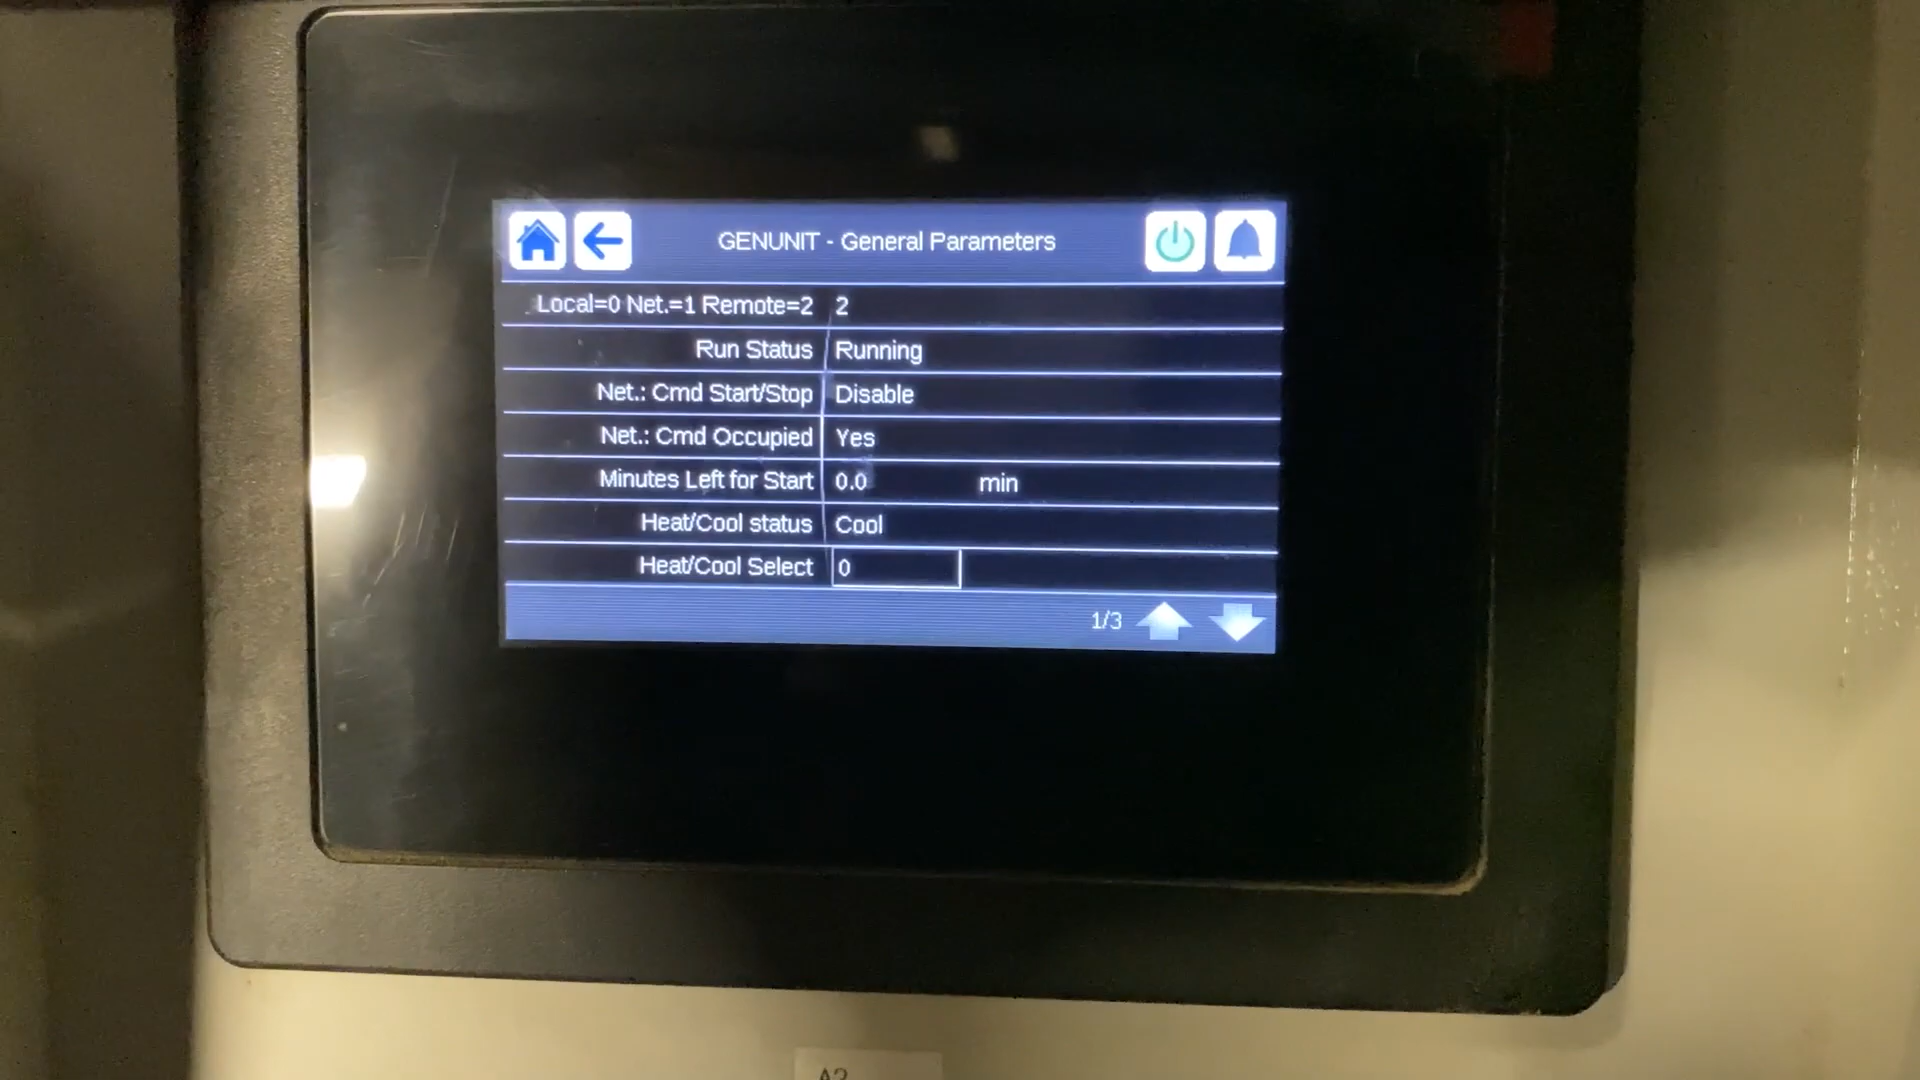 GENUNIT - General Parameters
Local=0 Net.=1 Remote=2 2
Run Status Running
Net.: Cmd Start/Stop Disable
Net.: Cmd Occupied Yes
Minutes Left for Start 0.0 min
Heat/Cool status Cool
Heat/Cool Select 0
1/3